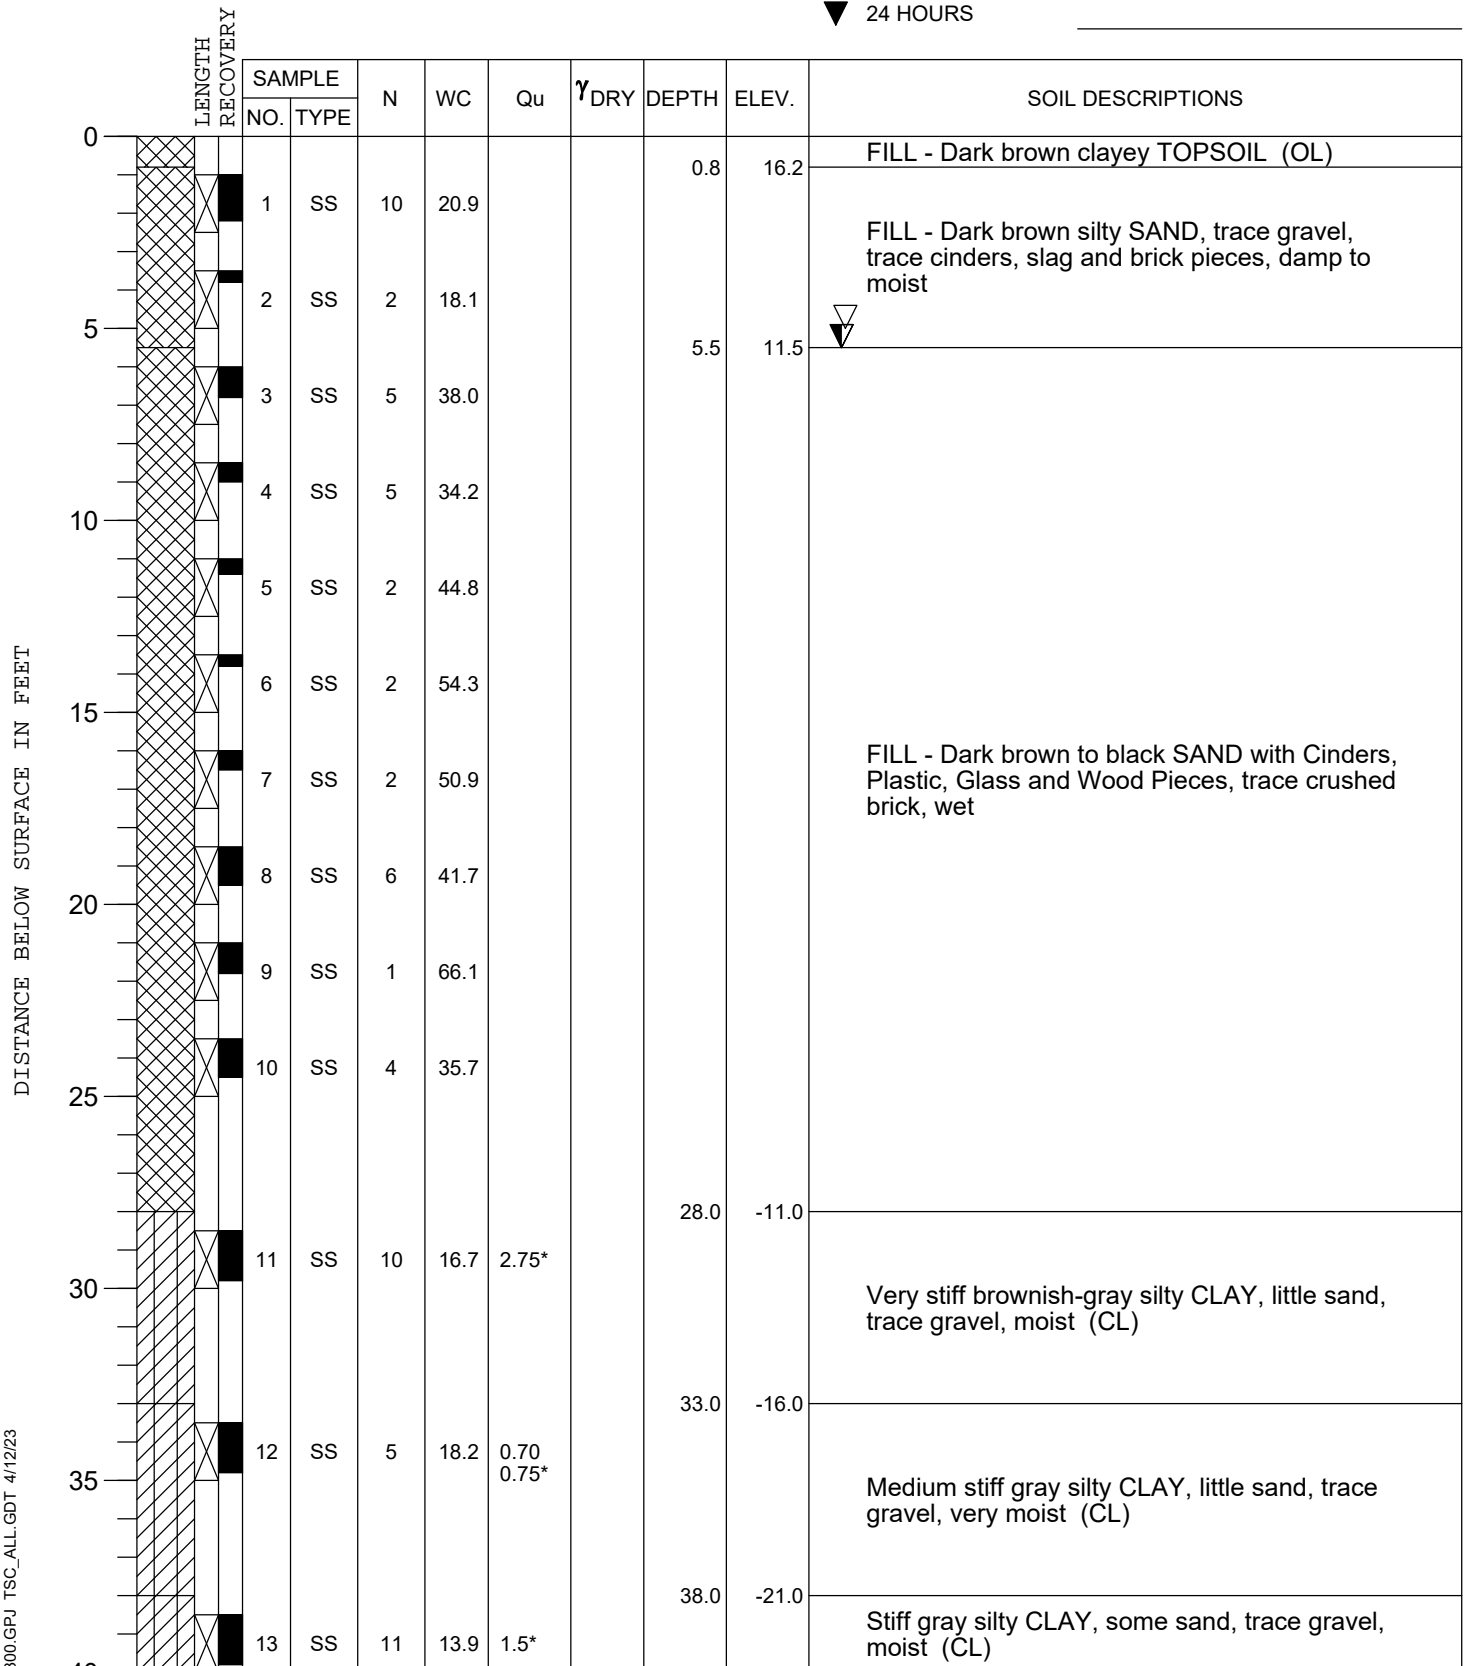 24 HOURS
LENGTH
RECOVERY
SAMPLE
NO. TYPE N WC Qu γDRY DEPTH ELEV. SOIL DESCRIPTIONS
0
FILL - Dark brown clayey TOPSOIL (OL)
0.8 16.2
1 SS 10 20.9
FILL - Dark brown silty SAND, trace gravel,
trace cinders, slag and brick pieces, damp to
moist
2 SS 2 18.1
5
5.5 11.5
3 SS 5 38.0
4 SS 5 34.2
10
5 SS 2 44.8
6 SS 2 54.3
15
FILL - Dark brown to black SAND with Cinders,
Plastic, Glass and Wood Pieces, trace crushed
brick, wet
7 SS 2 50.9
8 SS 6 41.7
20
9 SS 1 66.1
10 SS 4 35.7
25
28.0 -11.0
11 SS 10 16.7 2.75*
30
Very stiff brownish-gray silty CLAY, little sand,
trace gravel, moist (CL)
33.0 -16.0
12 SS 5 18.2 0.70
0.75*
35
Medium stiff gray silty CLAY, little sand, trace
gravel, very moist (CL)
38.0 -21.0
Stiff gray silty CLAY, some sand, trace gravel,
moist (CL)
13 SS 11 13.9 1.5*
DISTANCE BELOW SURFACE IN FEET
300.GPJ TSC_ALL.GDT 4/12/23